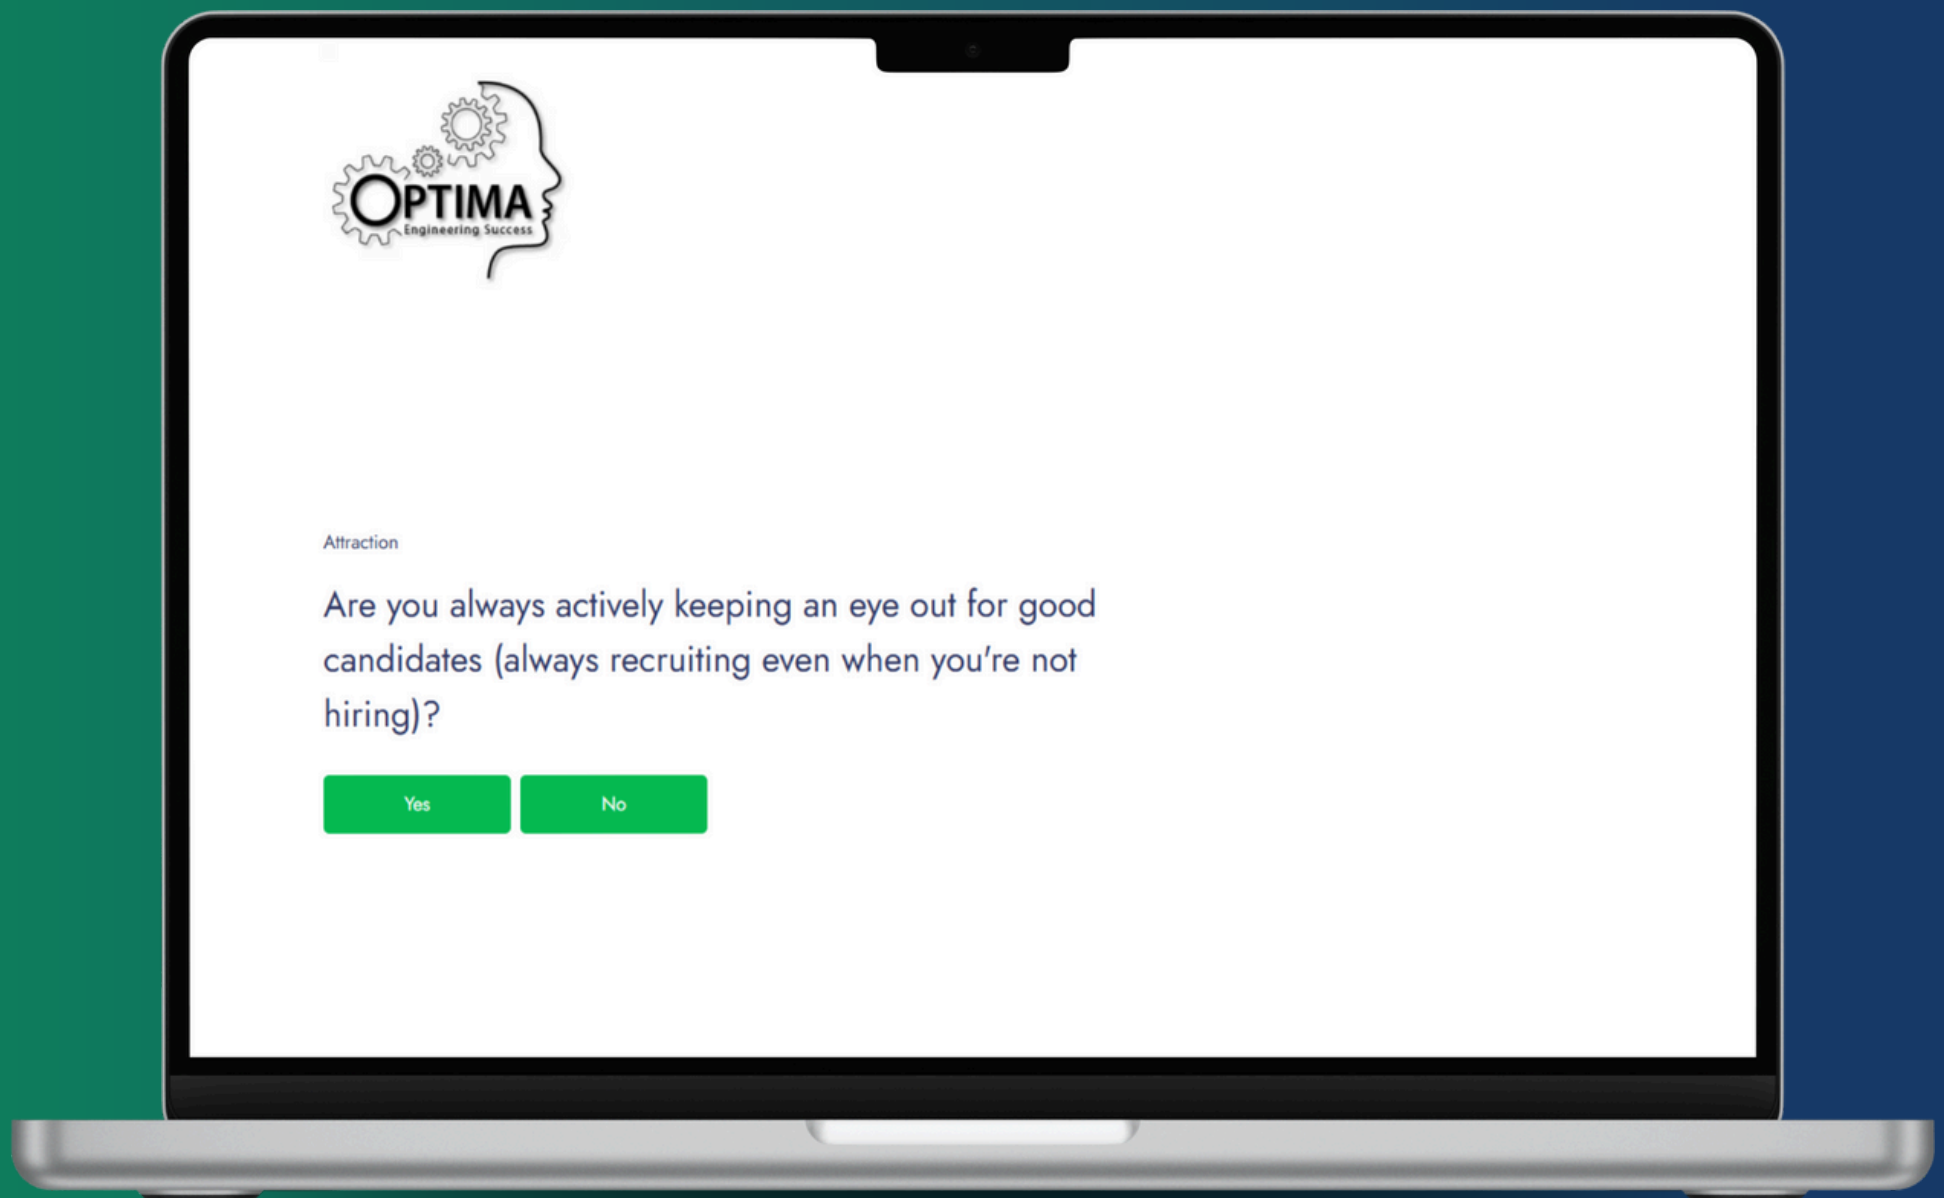 OPTIMA
Engineering Success
Attraction
Are you always actively keeping an eye out for good
candidates (always recruiting even when you're not
hiring)?
Yes
No